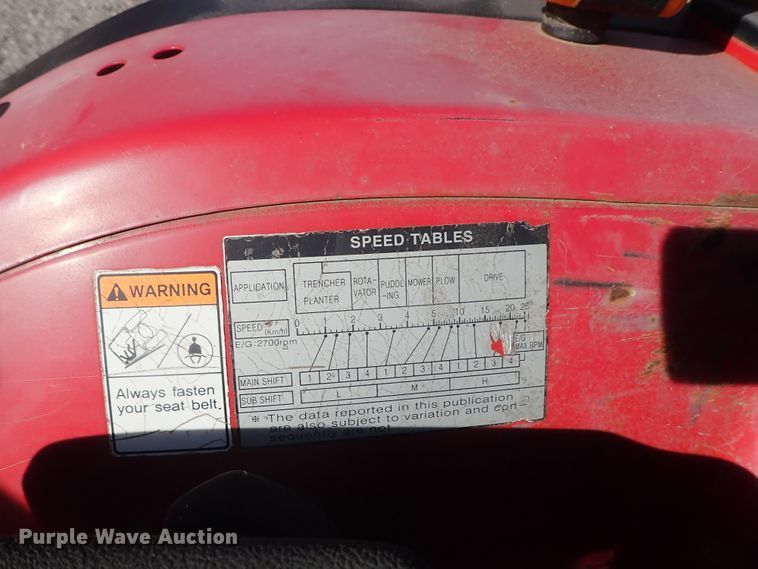 SPEED TABLES
APPLICATION
TRENCHER
PLANTER
ROTA-
VATOR
PUDDL
-ING
MOWER
PLOW
DRIVE
SPEED (Km/h)
0 1 2 3 4 5 10 15 20 25
E/G: 2700rpm
E/G
MAX.RPM
MAIN SHIFT 1 2 3 4 1 2 3 4 1 2 3 4
SUB SHIFT L M H
※ The data reported in this publication
are also subject to variation and con-
sequently are not
WARNING
Always fasten
your seat belt.
Purple Wave Auction